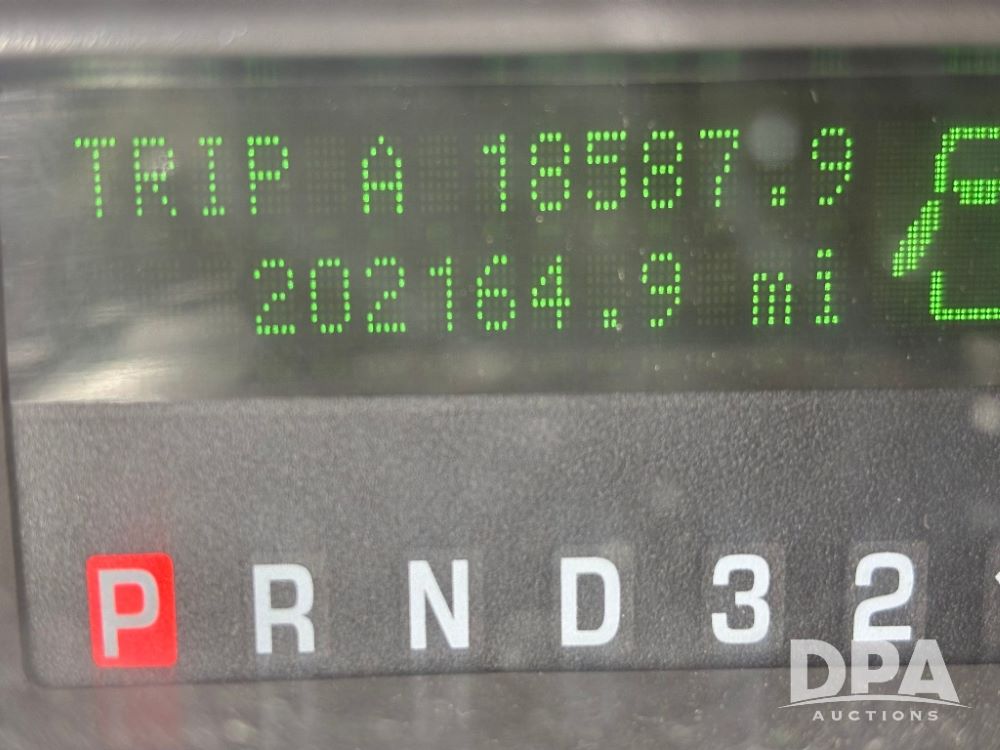 TRIP A 18587.9
202164.9 mi
P R N D 3 2
DPA
AUCTIONS